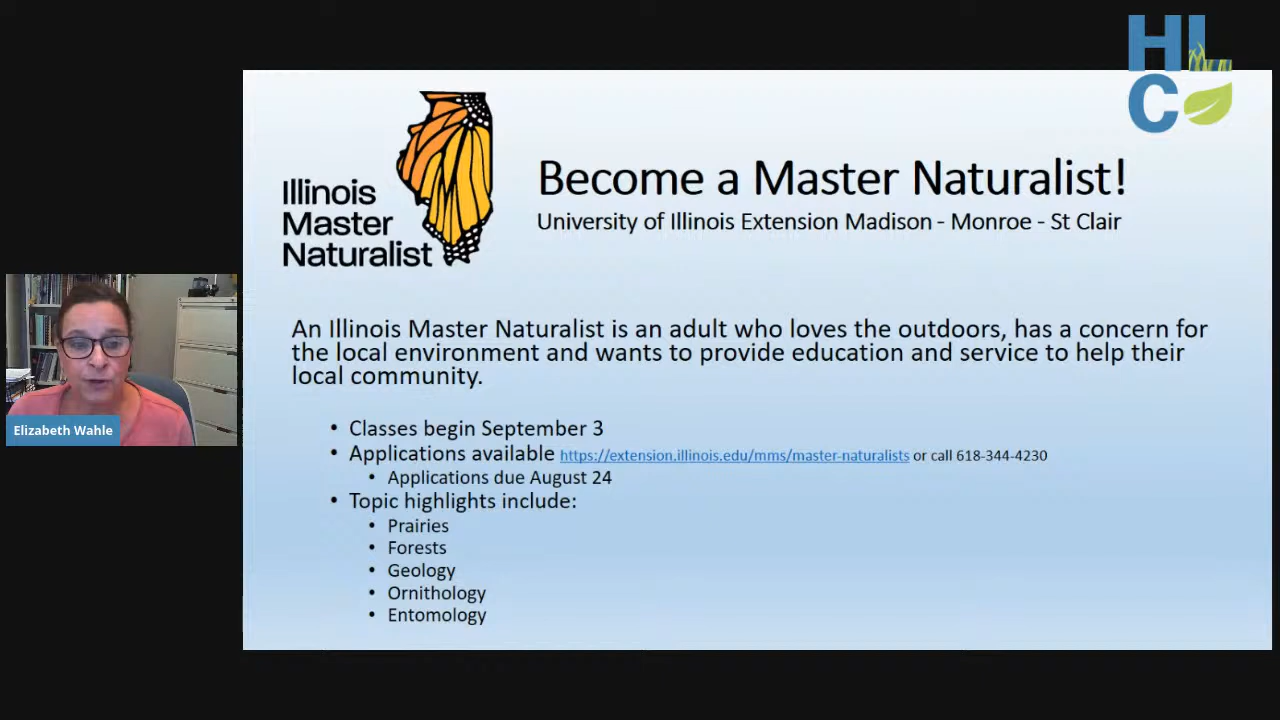 HL
C
Illinois
Master
Naturalist
Become a Master Naturalist!
University of Illinois Extension Madison - Monroe - St Clair
An Illinois Master Naturalist is an adult who loves the outdoors, has a concern for
the local environment and wants to provide education and service to help their
local community.
• Classes begin September 3
• Applications available https://extension.illinois.edu/mms/master-naturalists or call 618-344-4230
• Applications due August 24
• Topic highlights include:
• Prairies
• Forests
• Geology
• Ornithology
• Entomology
Elizabeth Wahle